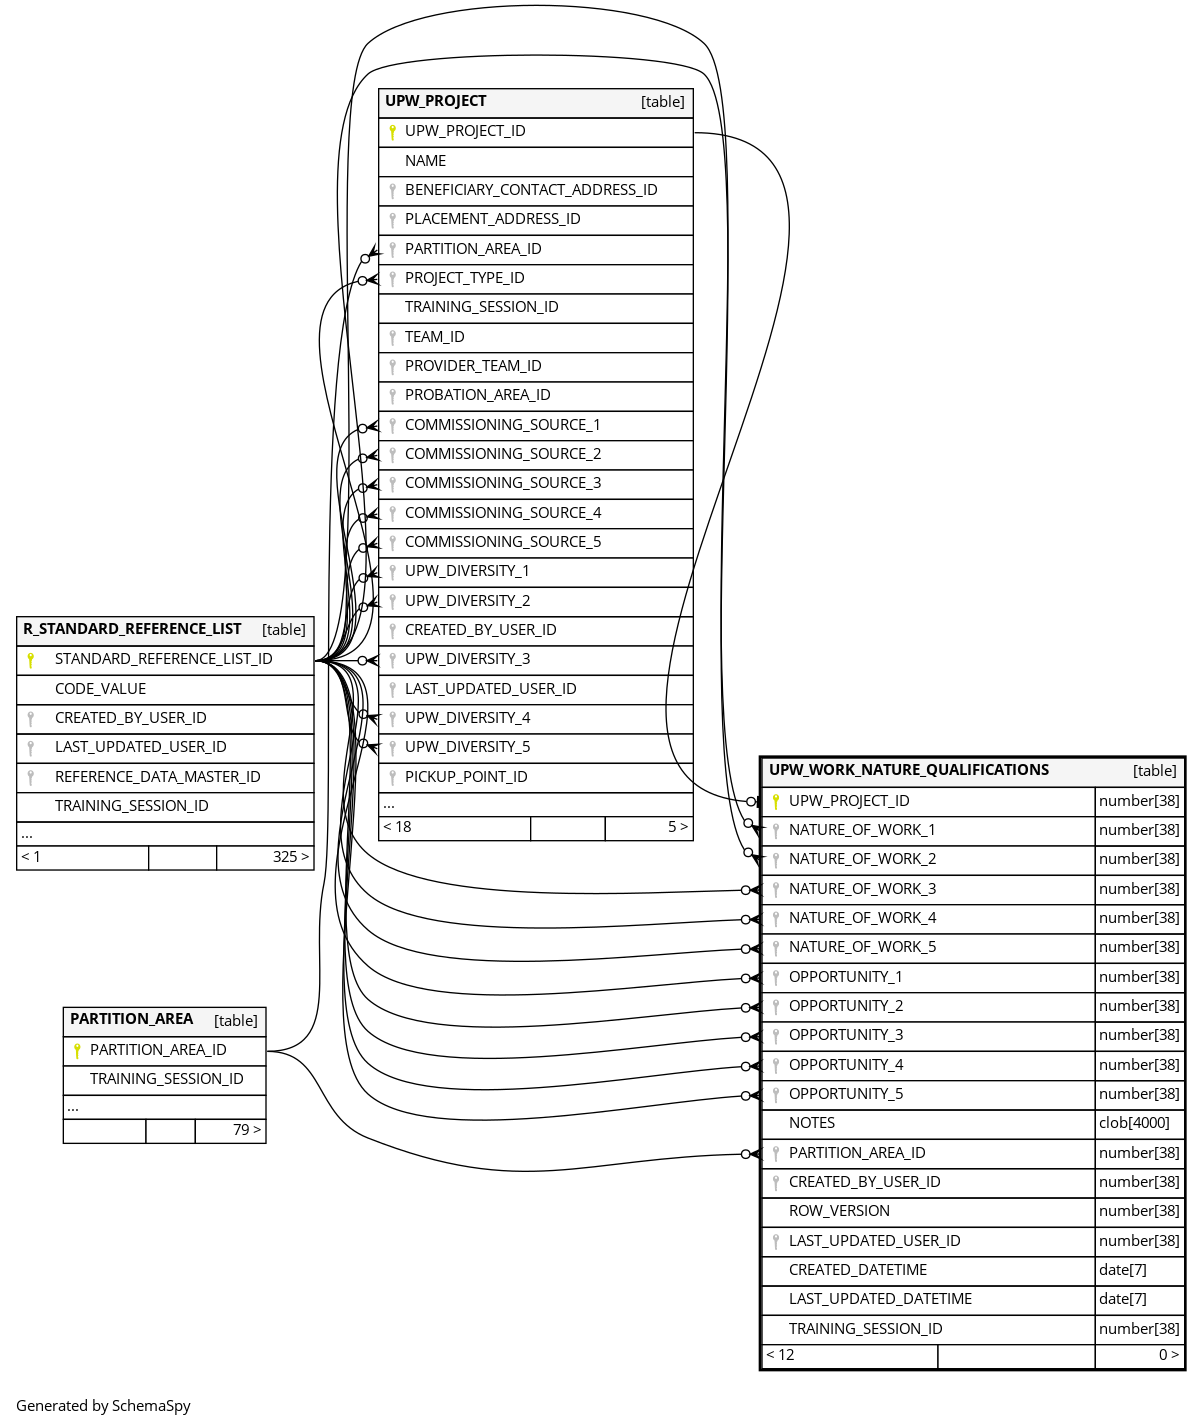 UPW_PROJECT [table]
UPW_PROJECT_ID
NAME
BENEFICIARY_CONTACT_ADDRESS_ID
PLACEMENT_ADDRESS_ID
PARTITION_AREA_ID
PROJECT_TYPE_ID
TRAINING_SESSION_ID
TEAM_ID
PROVIDER_TEAM_ID
PROBATION_AREA_ID
COMMISSIONING_SOURCE_1
COMMISSIONING_SOURCE_2
COMMISSIONING_SOURCE_3
COMMISSIONING_SOURCE_4
COMMISSIONING_SOURCE_5
UPW_DIVERSITY_1
UPW_DIVERSITY_2
CREATED_BY_USER_ID
UPW_DIVERSITY_3
LAST_UPDATED_USER_ID
UPW_DIVERSITY_4
UPW_DIVERSITY_5
PICKUP_POINT_ID
...
< 18 5 >
R_STANDARD_REFERENCE_LIST [table]
STANDARD_REFERENCE_LIST_ID
CODE_VALUE
CREATED_BY_USER_ID
LAST_UPDATED_USER_ID
REFERENCE_DATA_MASTER_ID
TRAINING_SESSION_ID
...
< 1 325 >
PARTITION_AREA [table]
PARTITION_AREA_ID
TRAINING_SESSION_ID
...
79 >
UPW_WORK_NATURE_QUALIFICATIONS [table]
UPW_PROJECT_ID number[38]
NATURE_OF_WORK_1 number[38]
NATURE_OF_WORK_2 number[38]
NATURE_OF_WORK_3 number[38]
NATURE_OF_WORK_4 number[38]
NATURE_OF_WORK_5 number[38]
OPPORTUNITY_1 number[38]
OPPORTUNITY_2 number[38]
OPPORTUNITY_3 number[38]
OPPORTUNITY_4 number[38]
OPPORTUNITY_5 number[38]
NOTES clob[4000]
PARTITION_AREA_ID number[38]
CREATED_BY_USER_ID number[38]
ROW_VERSION number[38]
LAST_UPDATED_USER_ID number[38]
CREATED_DATETIME date[7]
LAST_UPDATED_DATETIME date[7]
TRAINING_SESSION_ID number[38]
< 12 0 >
Generated by SchemaSpy